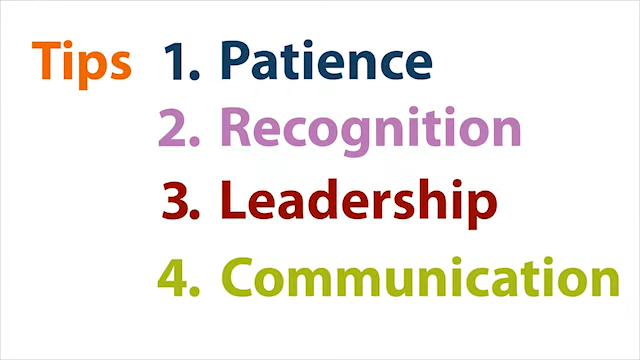 Tips 1. Patience
2. Recognition
3. Leadership
4. Communication